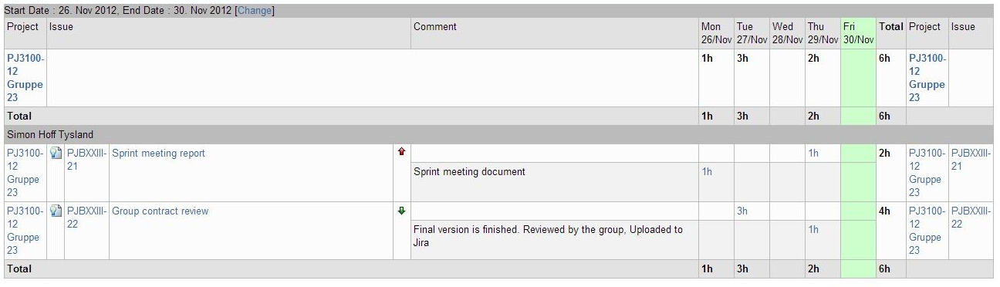 Start Date : 26. Nov 2012, End Date : 30. Nov 2012 [Change]
Project Issue Comment Mon 26/Nov Tue 27/Nov Wed 28/Nov Thu 29/Nov Fri 30/Nov Total Project Issue
PJ3100-12 Gruppe 23 1h 3h 2h 6h PJ3100-12 Gruppe 23
Total 1h 3h 2h 6h
Simon Hoff Tysland
PJ3100-12 Gruppe 23 PJBXXIII-21 Sprint meeting report 1h 2h PJ3100-12 Gruppe 23 PJBXXIII-21
Sprint meeting document 1h
PJ3100-12 Gruppe 23 PJBXXIII-22 Group contract review 3h 4h PJ3100-12 Gruppe 23 PJBXXIII-22
Final version is finished. Reviewed by the group, Uploaded to Jira 1h
Total 1h 3h 2h 6h